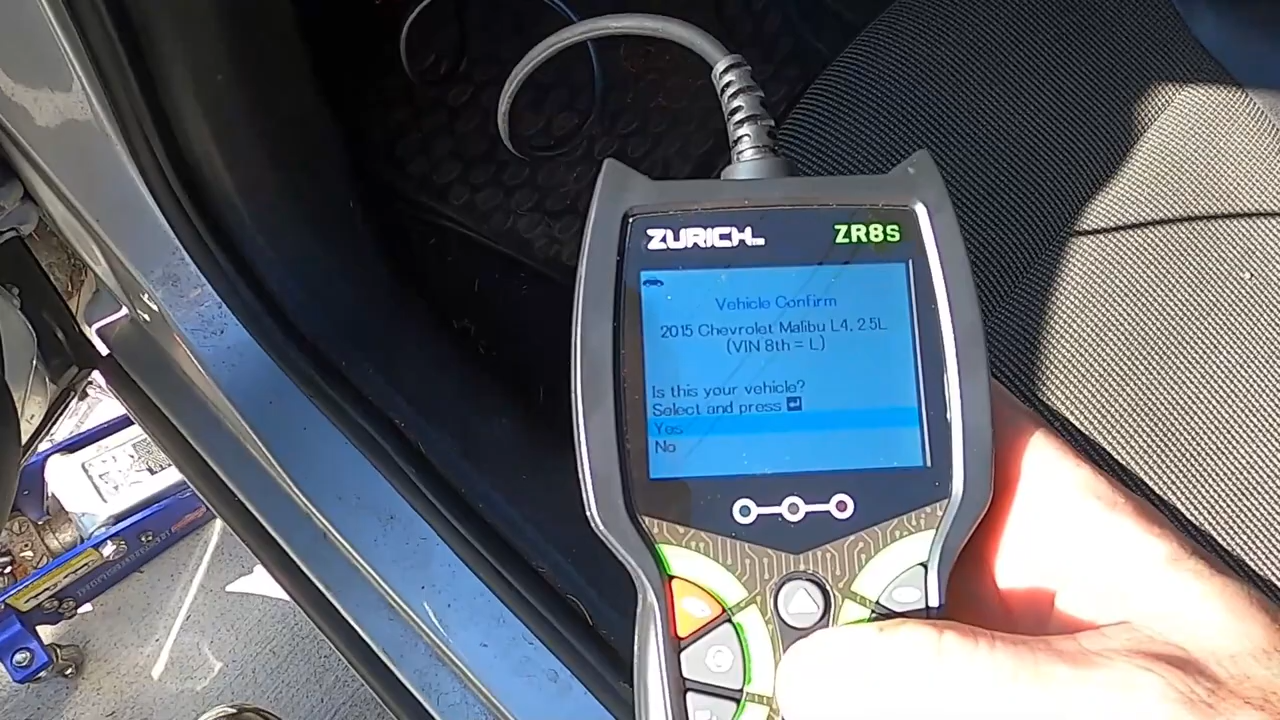 ZURICH
ZR8S
Vehicle Confirm
2015 Chevrolet Malibu L4, 2.5L
(VIN 8th = L)
Is this your vehicle?
Select and press
Yes
No